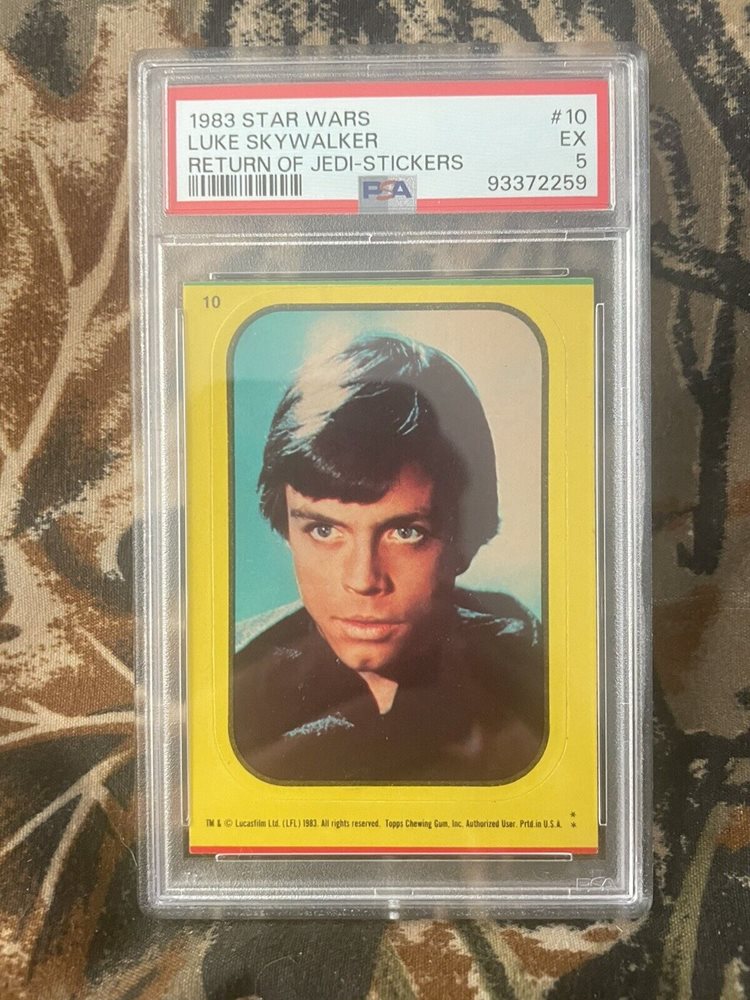 1983 STAR WARS #10
LUKE SKYWALKER EX
RETURN OF JEDI-STICKERS 5
PSA 93372259
10
TM & © Lucasfilm Ltd. (LFL) 1983. All rights reserved. Topps Chewing Gum, Inc. Authorized User. Prtd. in U.S.A. **
PSA